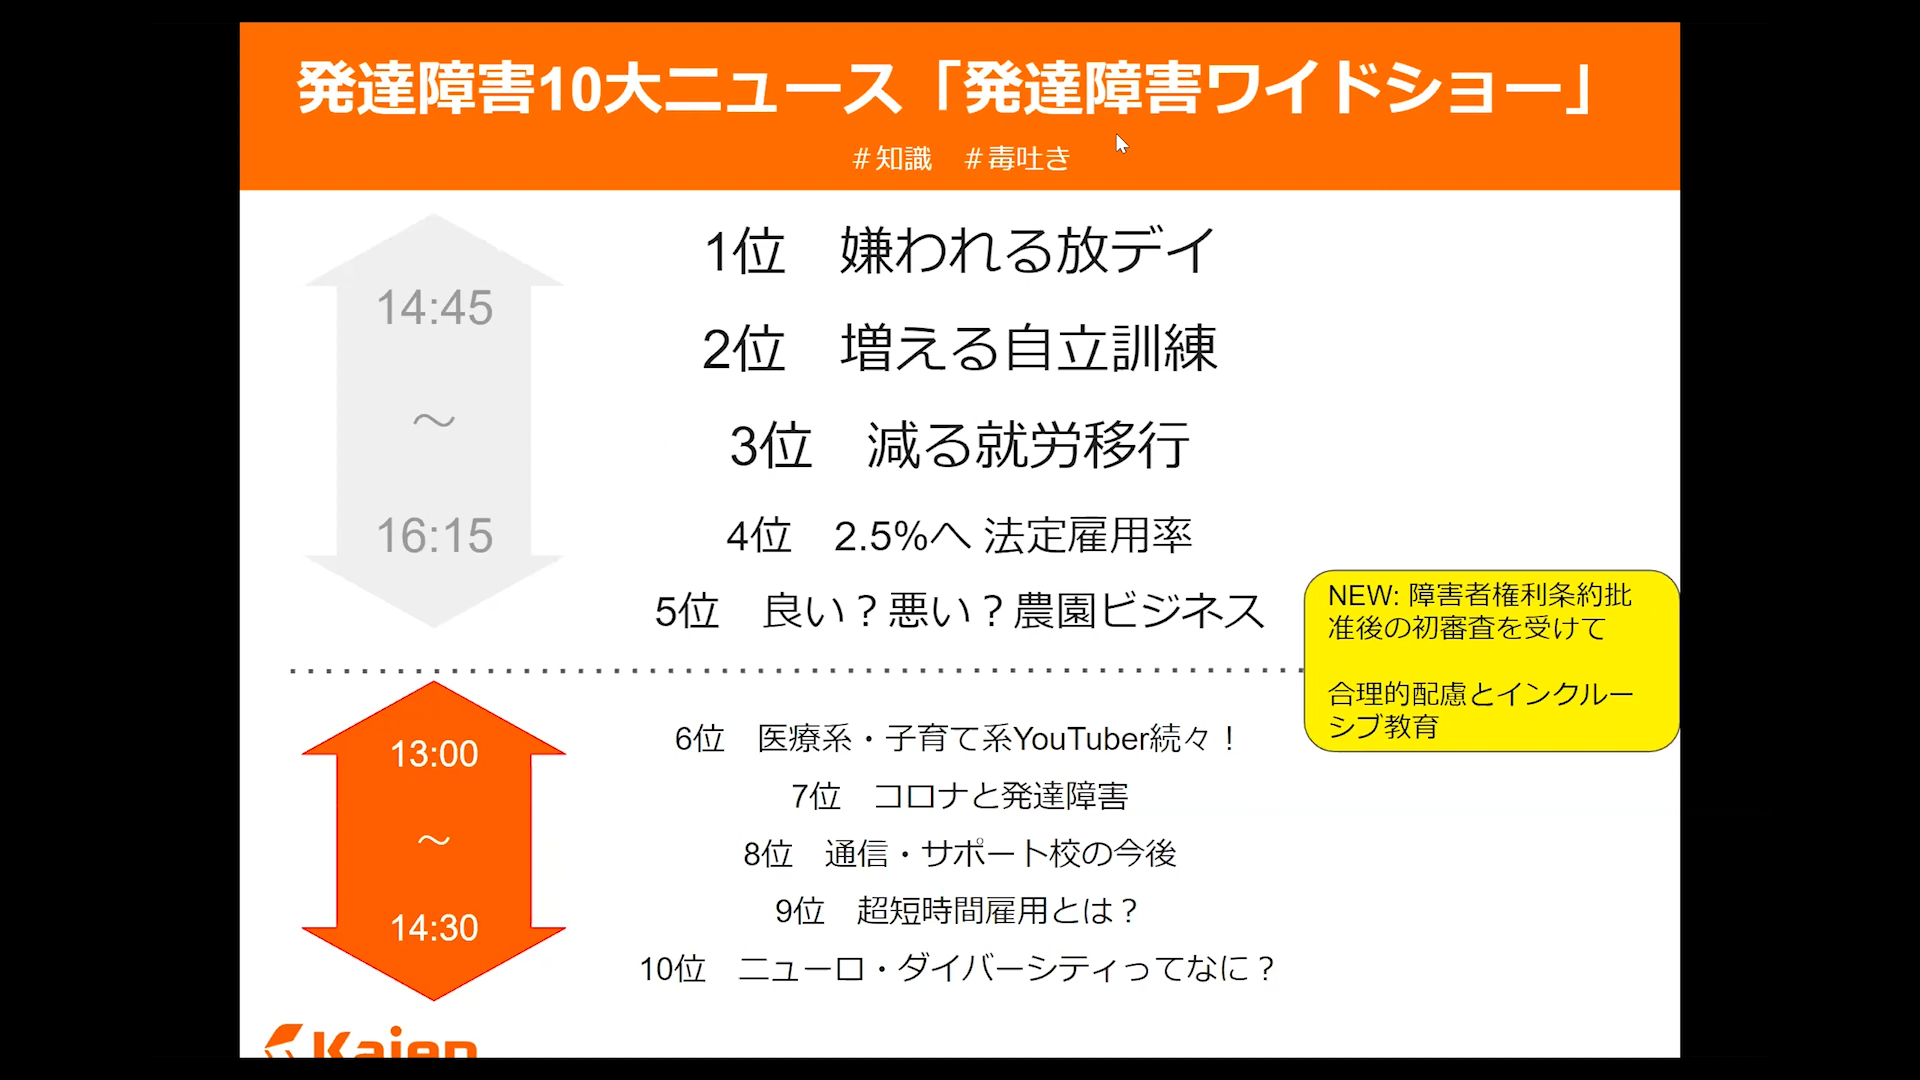 発達障害10大ニュース「発達障害ワイドショー」
＃知識　＃毒吐き
14:45
～
16:15
1位　嫌われる放デイ
2位　増える自立訓練
3位　減る就労移行
4位　2.5%へ 法定雇用率
5位　良い？悪い？農園ビジネス
NEW: 障害者権利条約批
准後の初審査を受けて
合理的配慮とインクルー
シブ教育
13:00
～
14:30
6位　医療系・子育て系YouTuber続々！
7位　コロナと発達障害
8位　通信・サポート校の今後
9位　超短時間雇用とは？
10位　ニューロ・ダイバーシティってなに？
Kaien